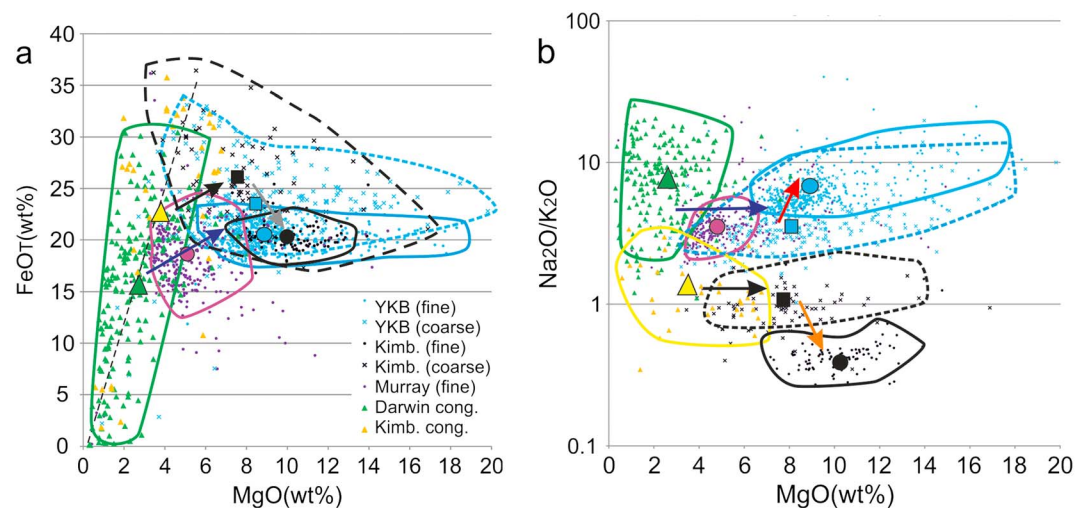 a
40
35
30
25
20
15
10
5
0
FeOT(wt%)
0 2 4 6 8 10 12 14 16 18 20
MgO(wt%)
YKB (fine)
YKB (coarse)
Kimb. (fine)
Kimb. (coarse)
Murray (fine)
Darwin cong.
Kimb. cong.
b
100
10
1
0.1
Na2O/K2O
0 2 4 6 8 10 12 14 16 18 20
MgO(wt%)